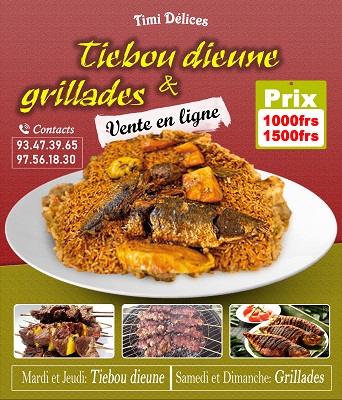 Timi Délices
Tiebou dieune
& grillades
Vente en ligne
Prix
1000frs
1500frs
Contacts
93.47.39.65
97.56.18.30
Mardi et Jeudi: Tiebou dieune
Samedi et Dimanche: Grillades